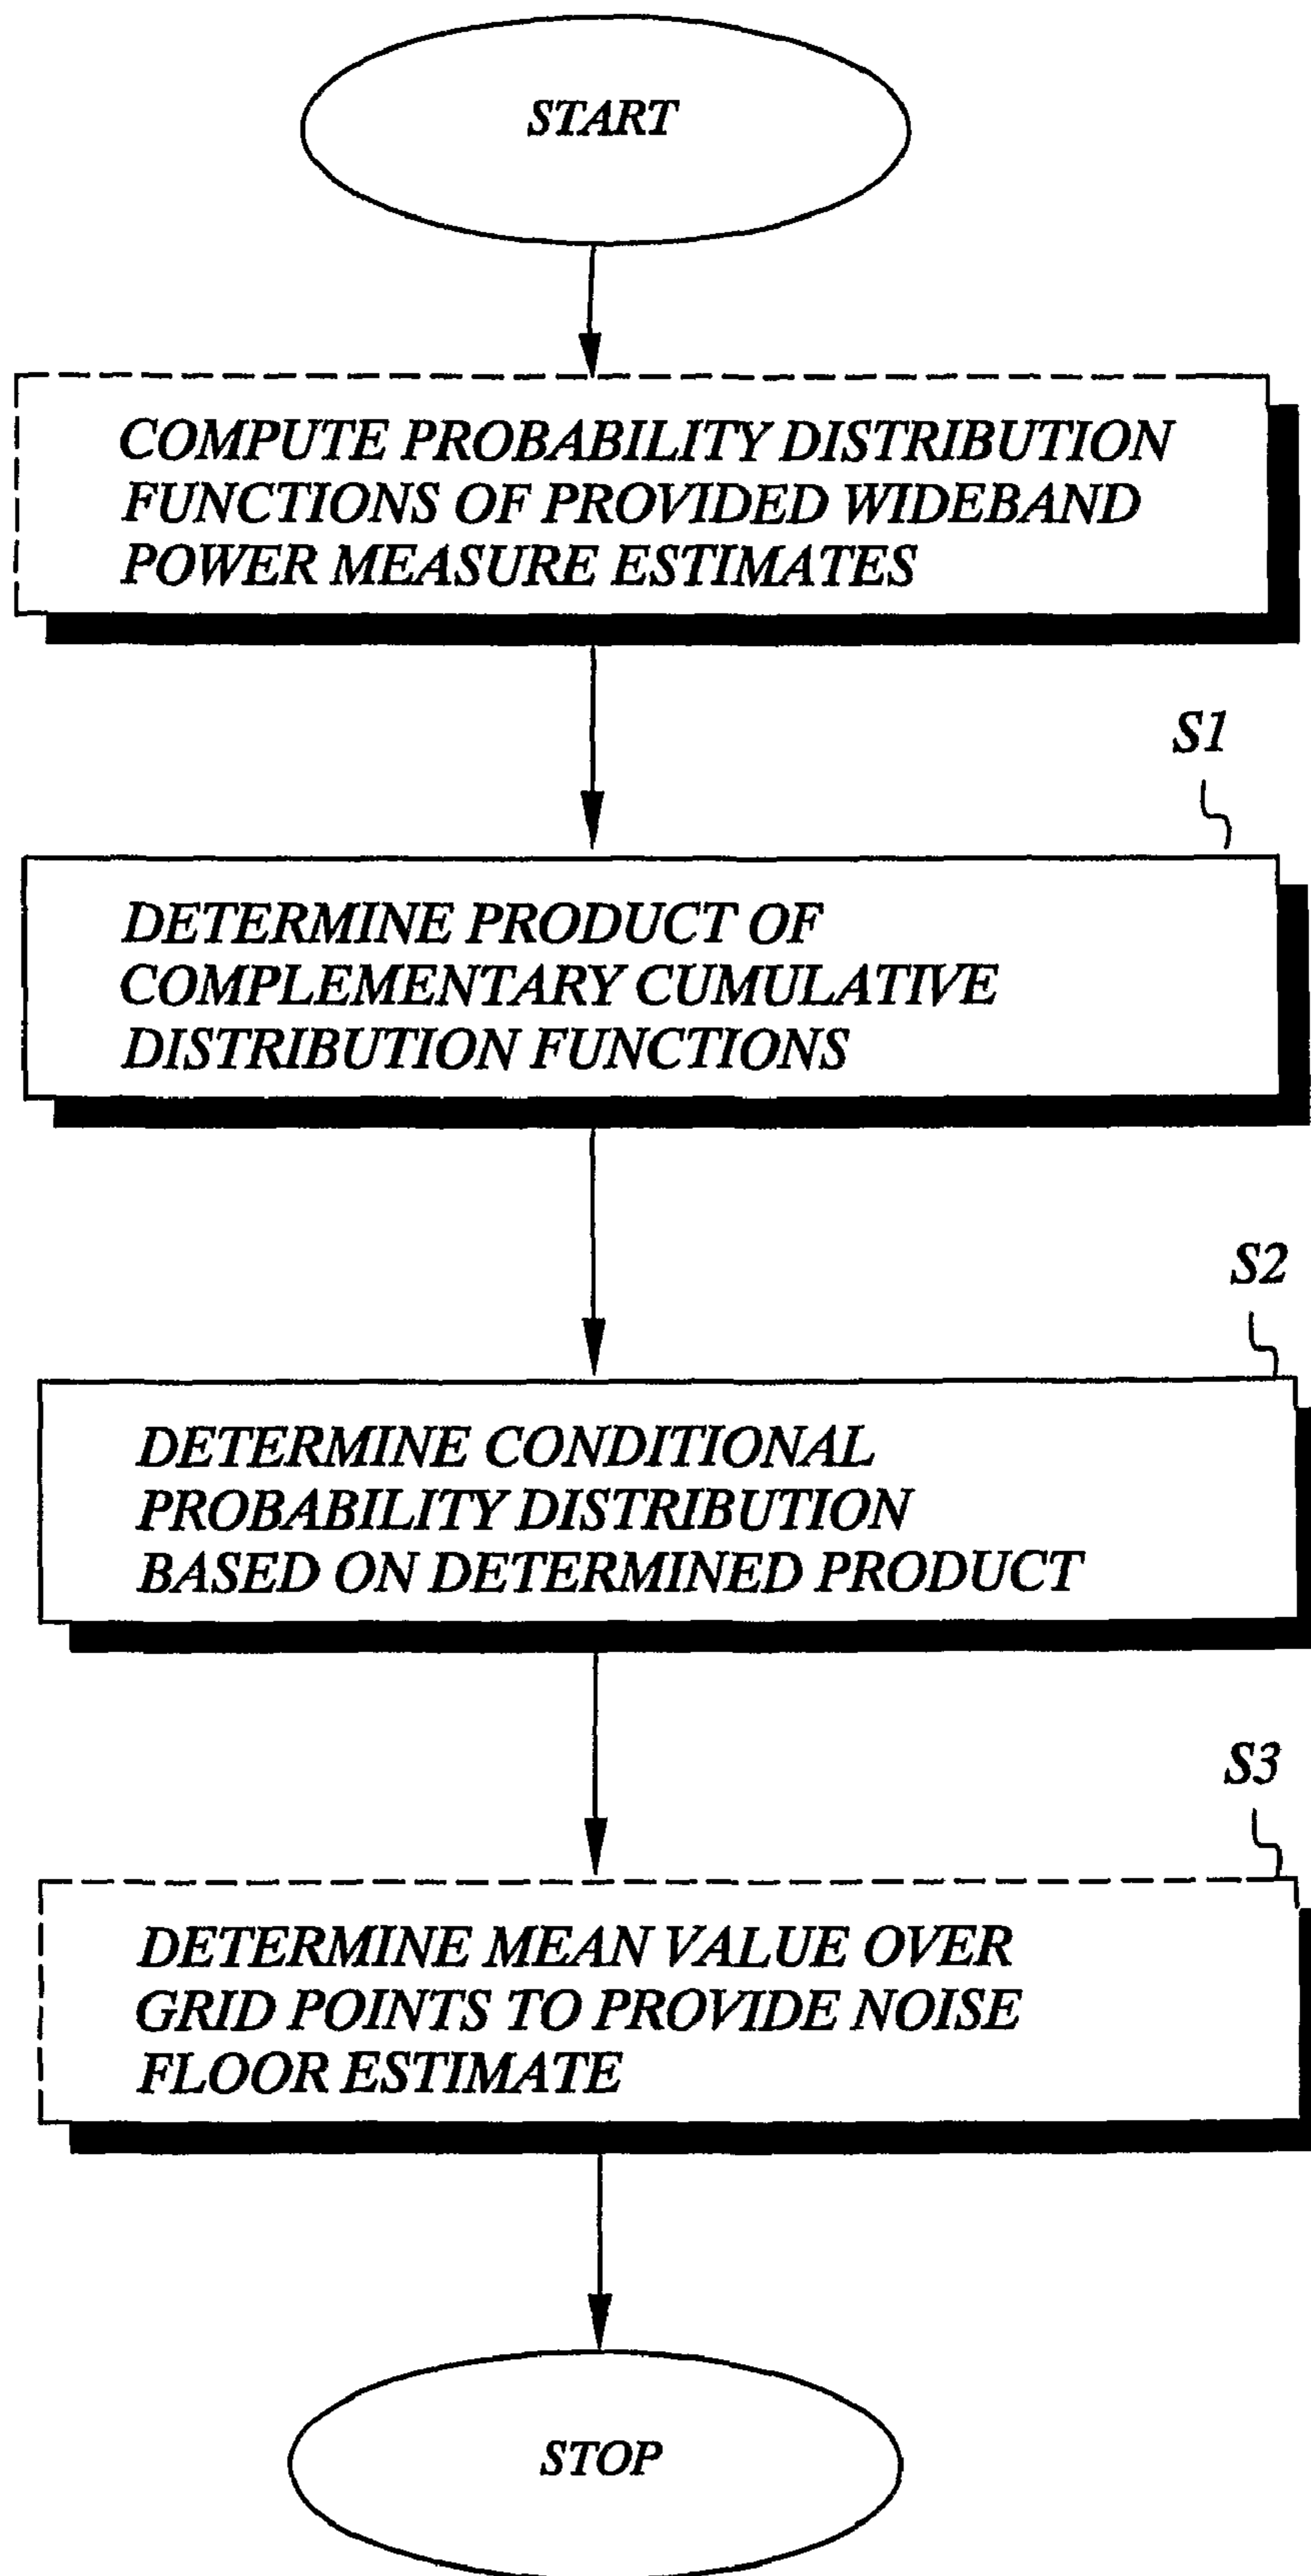 START
COMPUTE PROBABILITY DISTRIBUTION
FUNCTIONS OF PROVIDED WIDEBAND
POWER MEASURE ESTIMATES
S1
DETERMINE PRODUCT OF
COMPLEMENTARY CUMULATIVE
DISTRIBUTION FUNCTIONS
S2
DETERMINE CONDITIONAL
PROBABILITY DISTRIBUTION
BASED ON DETERMINED PRODUCT
S3
DETERMINE MEAN VALUE OVER
GRID POINTS TO PROVIDE NOISE
FLOOR ESTIMATE
STOP